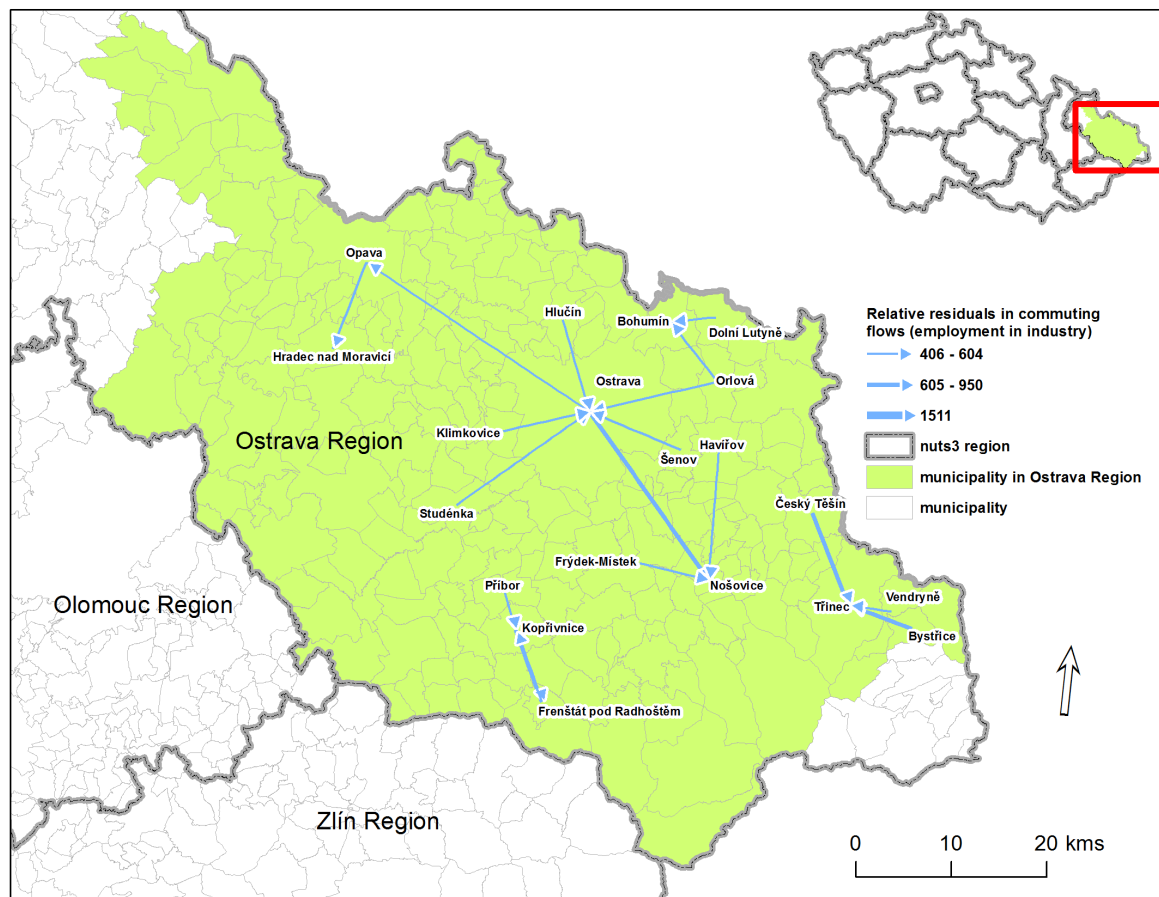 Opava
Hlučín
Bohumín
Dolní Lutyně
Hradec nad Moravicí
Ostrava
Orlová
Klimkovice
Ostrava Region
Havířov
Šenov
Studénka
Český Těšín
Frýdek-Místek
Nošovice
Příbor
Vendryně
Třinec
Olomouc Region
Kopřivnice
Bystřice
Frenštát pod Radhoštěm
Zlín Region
Relative residuals in commuting
flows (employment in industry)
406 - 604
605 - 950
1511
nuts3 region
municipality in Ostrava Region
municipality
0 10 20 kms